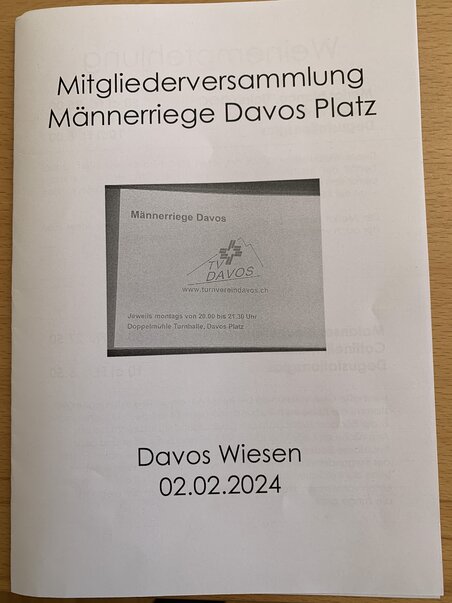 Mitgliederversammlung
Männerriege Davos Platz
Männerriege Davos
TV
DAVOS
www.turnvereindavos.ch
Jeweils montags von 20.00 bis 21.30 Uhr
Doppelmühle Turnhalle, Davos Platz
Davos Wiesen
02.02.2024